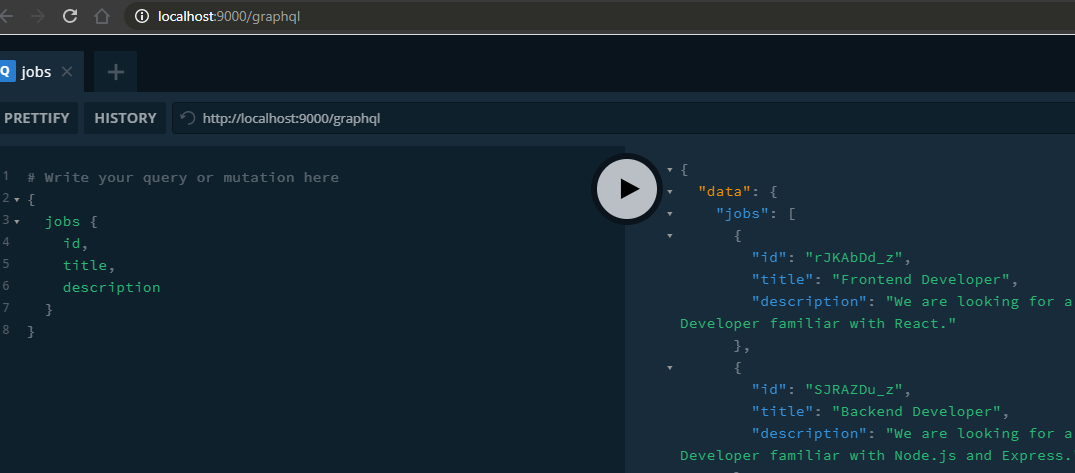 localhost:9000/graphql
Q jobs
PRETTIFY HISTORY http://localhost:9000/graphql
1 # Write your query or mutation here
2 {
3 jobs {
4 id,
5 title,
6 description
7 }
8 }
{
"data": {
"jobs": [
{
"id": "rJKAbDd_z",
"title": "Frontend Developer",
"description": "We are looking for a
Developer familiar with React."
},
{
"id": "SJRAZDu_z",
"title": "Backend Developer",
"description": "We are looking for a
Developer familiar with Node.js and Express.